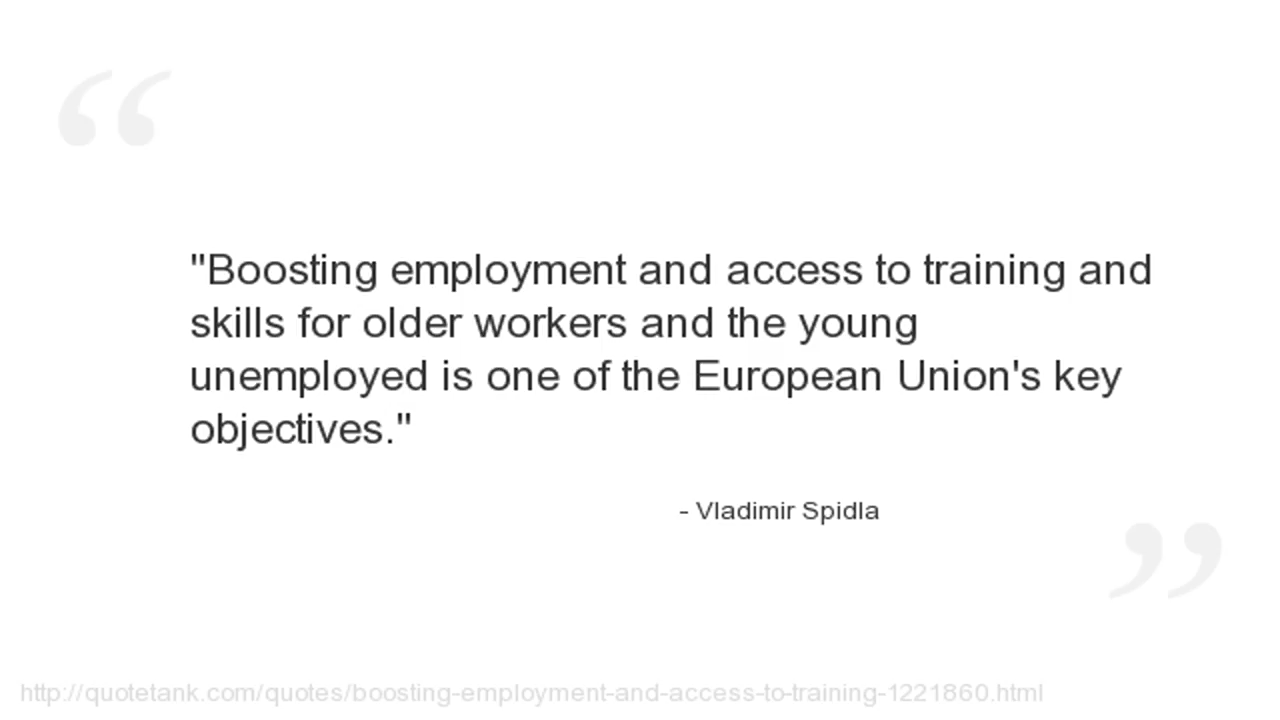 "Boosting employment and access to training and
skills for older workers and the young
unemployed is one of the European Union's key
objectives."
- Vladimir Spidla
http://quotetank.com/quotes/boosting-employment-and-access-to-training-1221860.html